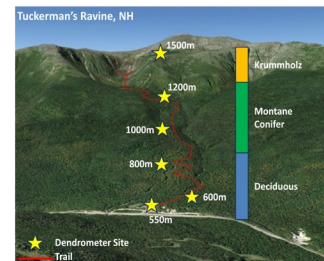 Tuckerman's Ravine, NH
1500m
Krummholz
1200m
1000m
Montane
Conifer
800m
Deciduous
600m
550m
Dendrometer Site
Trail